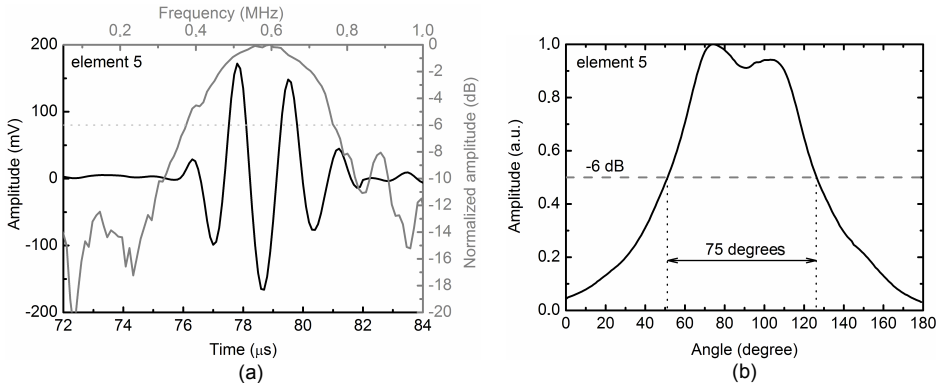 Frequency (MHz)
0.2 0.4 0.6 0.8 1.0
element 5
200
100
0
-100
-200
Amplitude (mV)
0
-2
-4
-6
-8
-10
-12
-14
-16
-18
-20
Normalized amplitude (dB)
72 74 76 78 80 82 84
Time (μs)
(a)
element 5
1.0
0.8
0.6
0.4
0.2
0.0
Amplitude (a.u.)
-6 dB
75 degrees
0 20 40 60 80 100 120 140 160 180
Angle (degree)
(b)